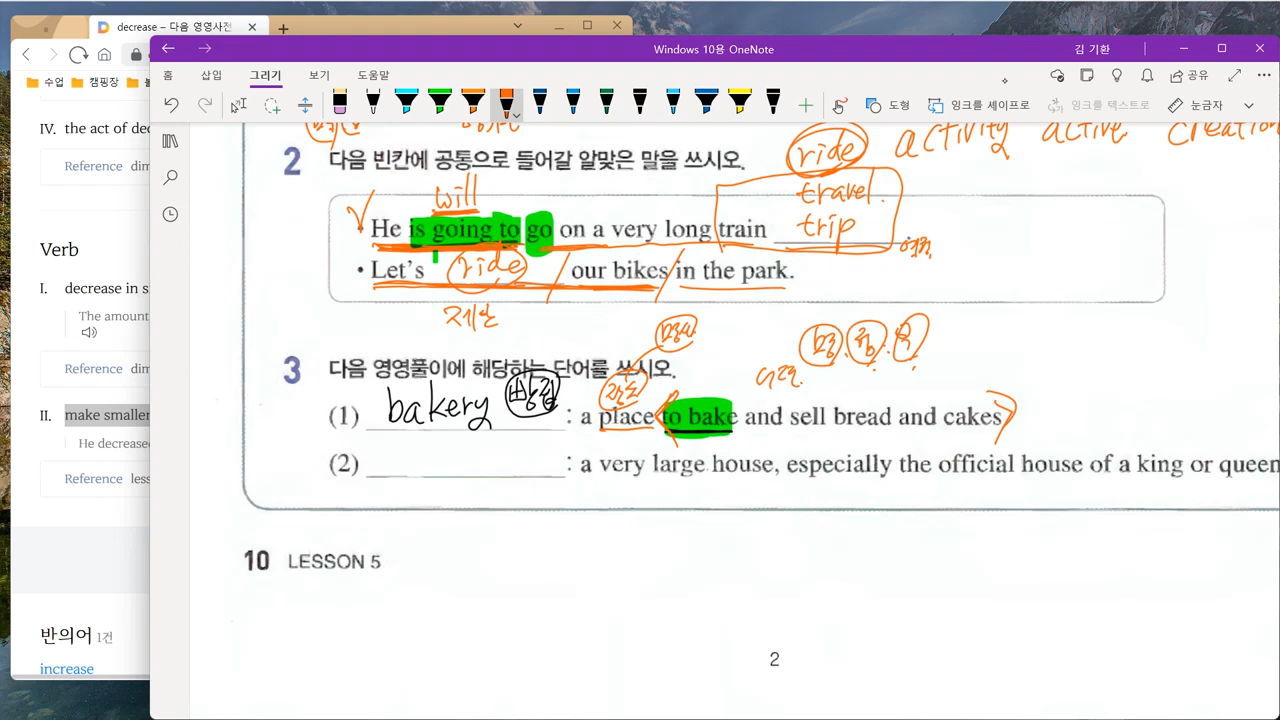 decrease – 다음 영영사전
Windows 10용 OneNote
김 기환
수업
캠핑장
홈 삽입 그리기 보기 도움말
공유
도형
잉크를 셰이프로
잉크를 텍스트로
눈금자
IV. the act of dec
Reference dim
Verb
I. decrease in s
The amount
Reference dim
II. make smaller
He decreased
Reference less
반의어 1건
increase
ride activity active creation
2 다음 빈칸에 공통으로 들어갈 알맞은 말을 쓰시오.
will
travel.
trip
• He is going to go on a very long train ______.
• Let's ride our bikes in the park.
3 다음 영영풀이에 해당하는 단어를 쓰시오.
명사
장소
(1) bakery 빵집 : a place to bake and sell bread and cakes
(2) ______ : a very large house, especially the official house of a king or queen
10 LESSON 5
2